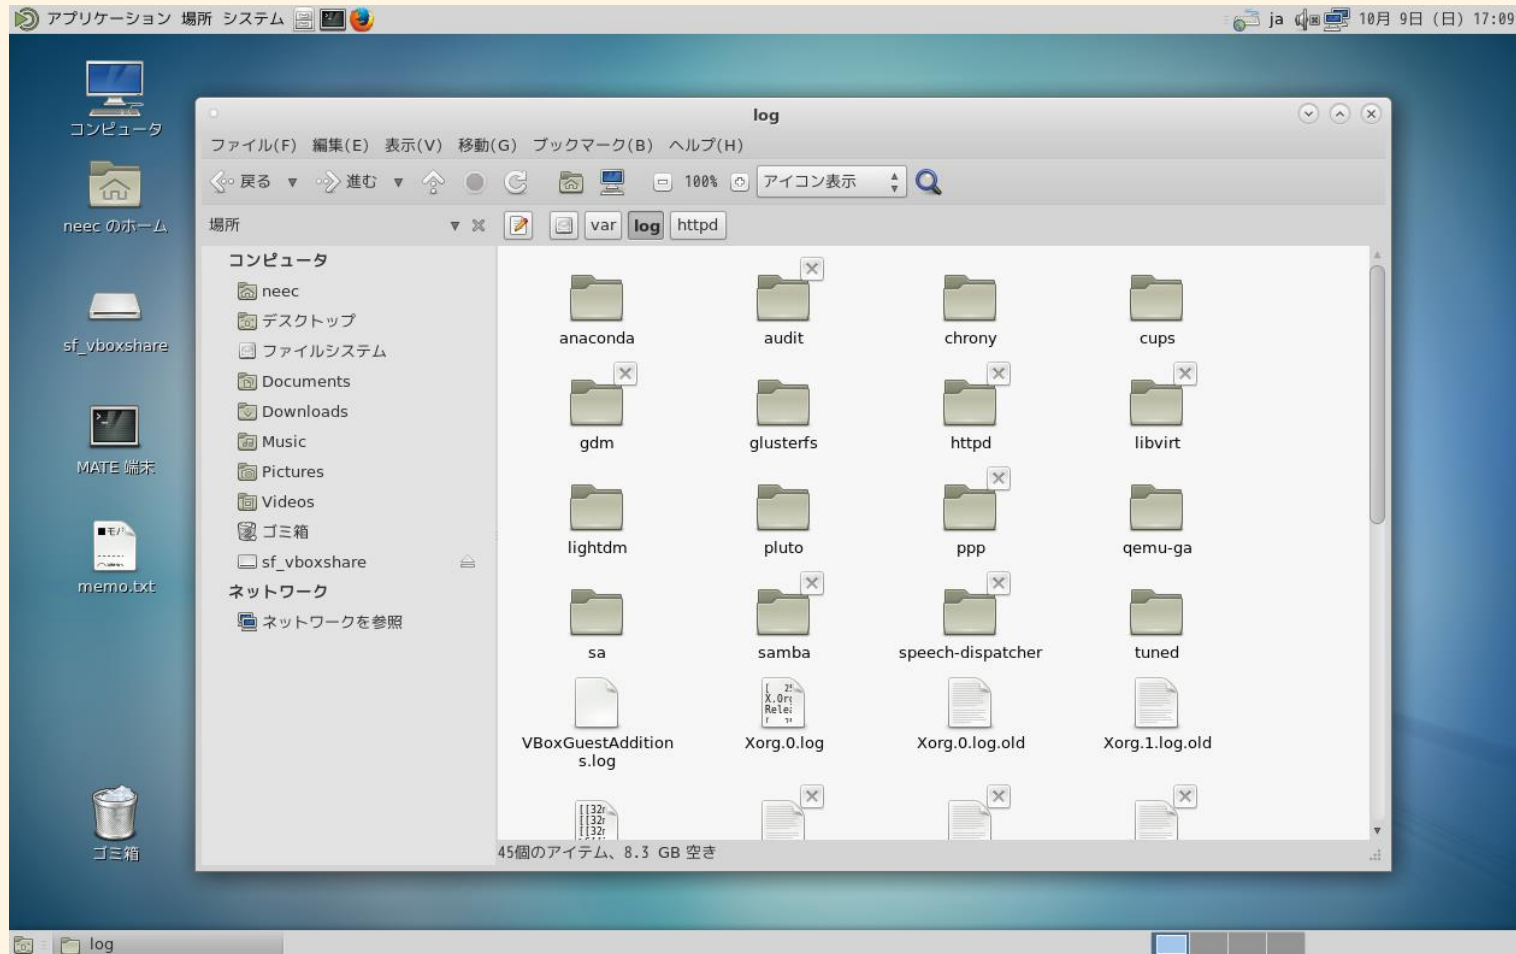 アプリケーション 場所 システム ja 10月 9日 (日) 17:09
コンピュータ
neec のホーム
sf_vboxshare
MATE 端末
■モバ
memo.txt
ゴミ箱
log
ファイル(F) 編集(E) 表示(V) 移動(G) ブックマーク(B) ヘルプ(H)
戻る 進む 100% アイコン表示
場所 var log httpd
コンピュータ
neec
デスクトップ
ファイルシステム
Documents
Downloads
Music
Pictures
Videos
ゴミ箱
sf_vboxshare
ネットワーク
ネットワークを参照
anaconda audit chrony cups
gdm glusterfs httpd libvirt
lightdm pluto ppp qemu-ga
sa samba speech-dispatcher tuned
X.Org
VBoxGuestAddition Xorg.0.log Xorg.0.log.old Xorg.1.log.old
s.log
[[32r
[[32r
[[32r
45個のアイテム、8.3 GB 空き
log